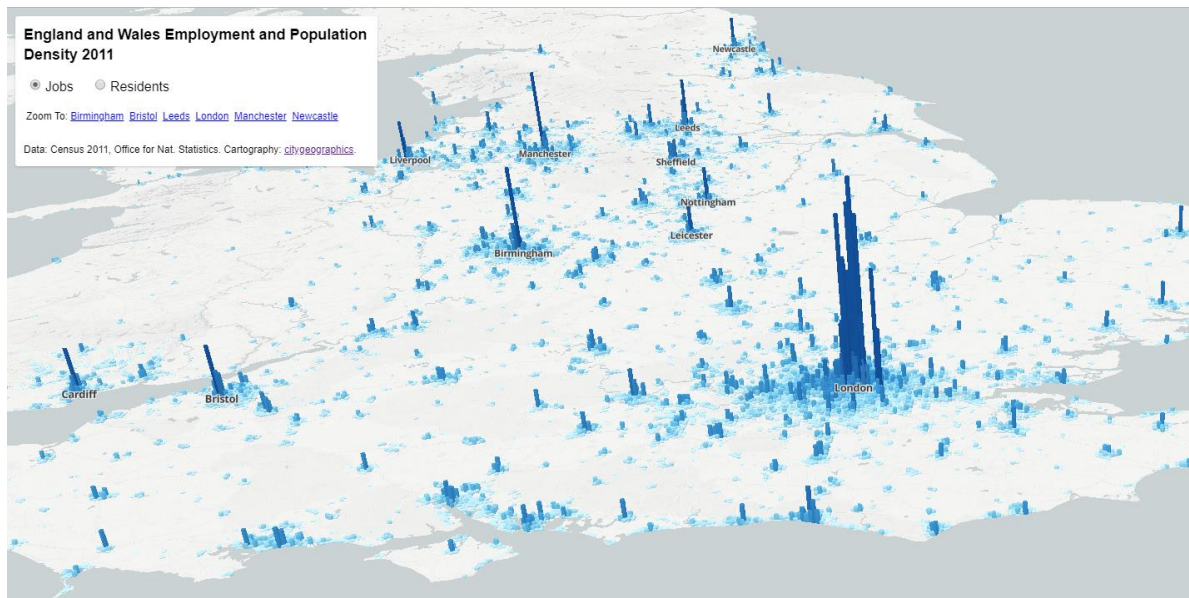 England and Wales Employment and Population
Density 2011
Jobs Residents
Zoom To: Birmingham Bristol Leeds London Manchester Newcastle
Data: Census 2011, Office for Nat. Statistics. Cartography: citygeographics.
Newcastle
Leeds
Liverpool
Manchester
Sheffield
Nottingham
Leicester
Birmingham
Cardiff
Bristol
London